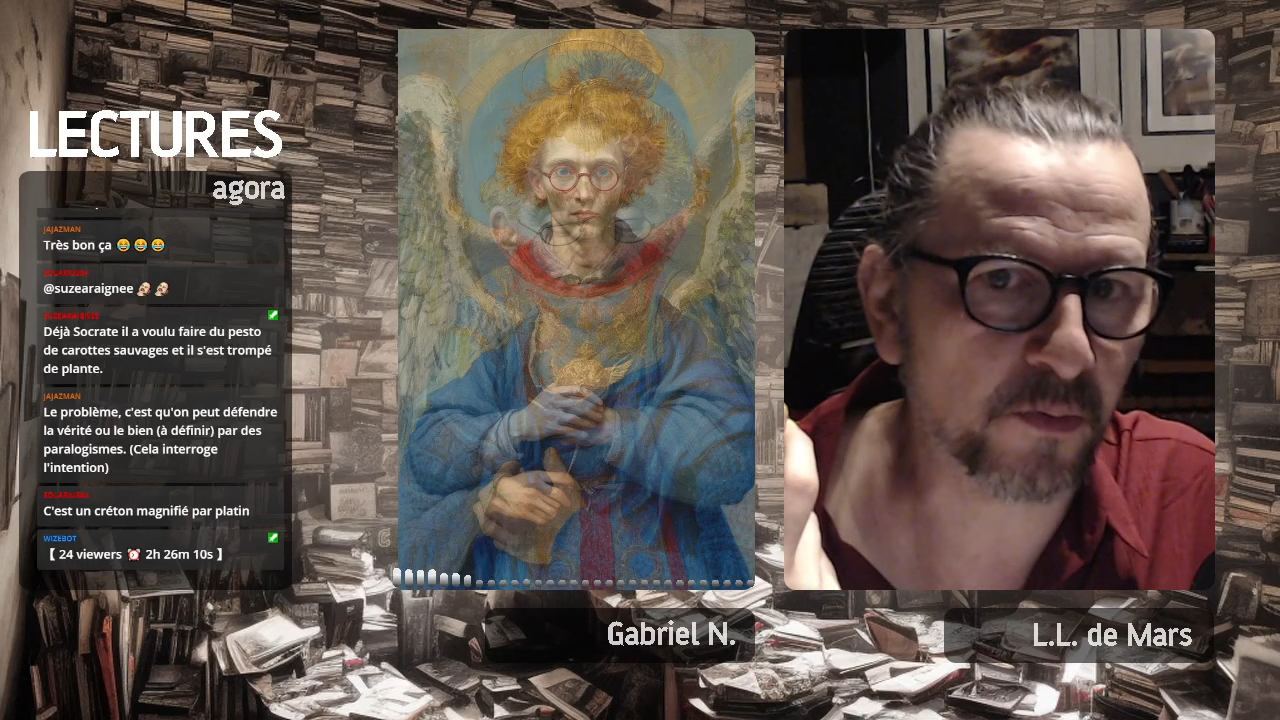 LECTURES
agora
JAJAZMAN
Très bon ça
@suzearaignee
Déjà Socrate il a voulu faire du pesto
de carottes sauvages et il s'est trompé
de plante.
JAJAZMAN
Le problème, c'est qu'on peut défendre
la vérité ou le bien (à définir) par des
paralogismes. (Cela interroge
l'intention)
C'est un créton magnifié par platin
WIZEBOT
【 24 viewers ⏰ 2h 26m 10s 】
Gabriel N.
L.L. de Mars